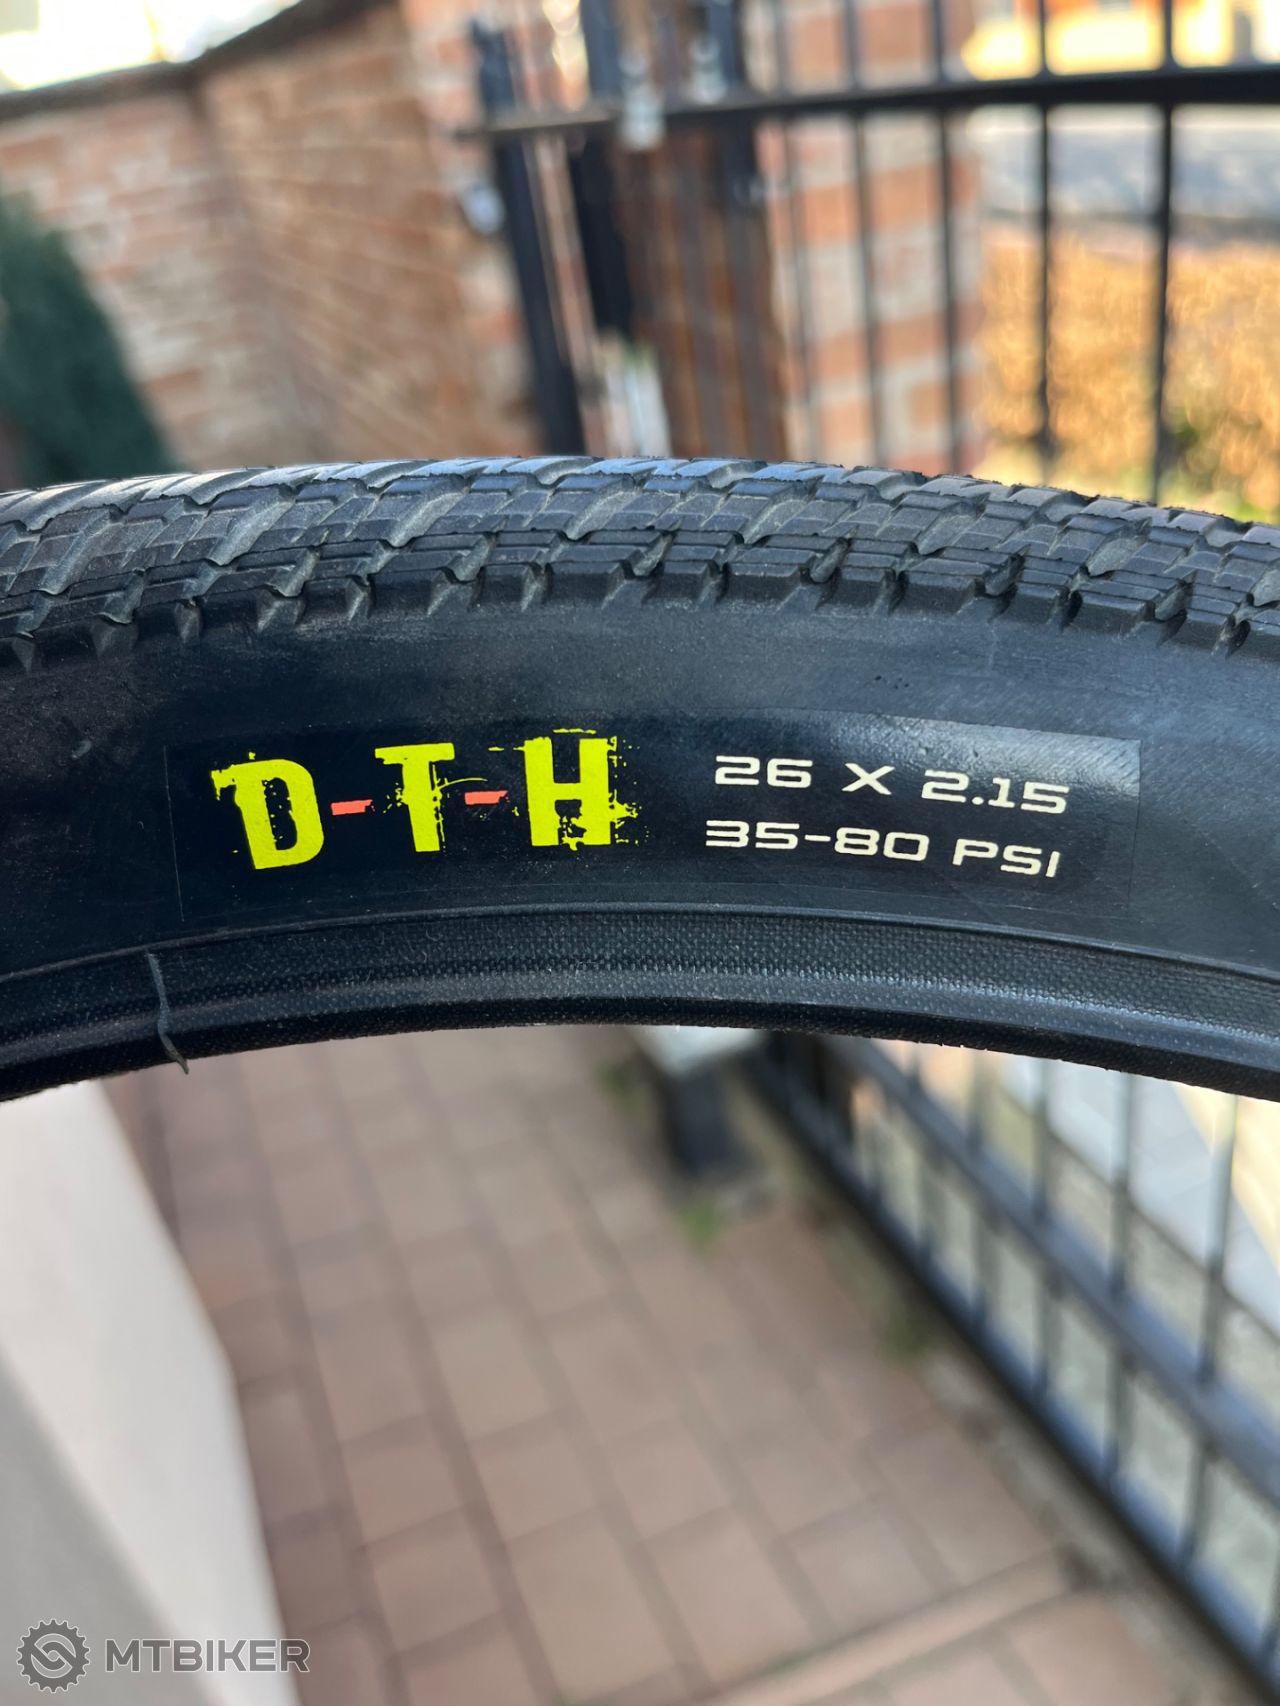 D-T-H
26 X 2.15
35-80 PSI
MTBIKER